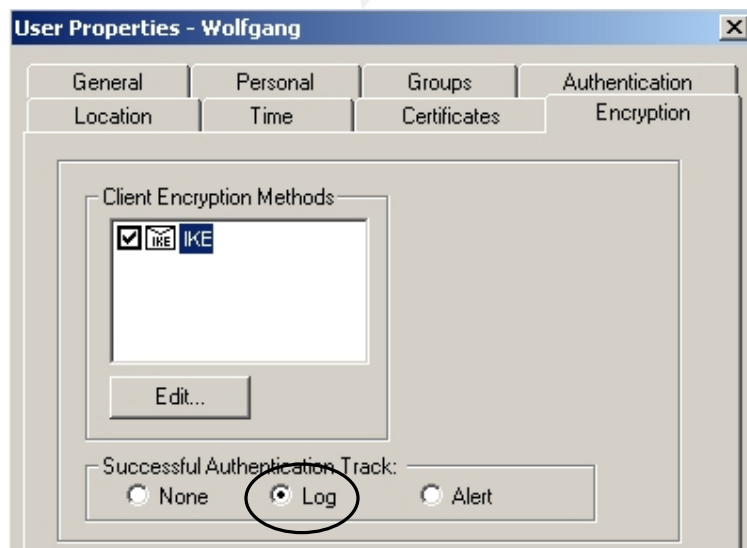 User Properties - Wolfgang
General Personal Groups Authentication
Location Time Certificates Encryption
Client Encryption Methods
IKE IKE
Edit...
Successful Authentication Track:
None Log Alert